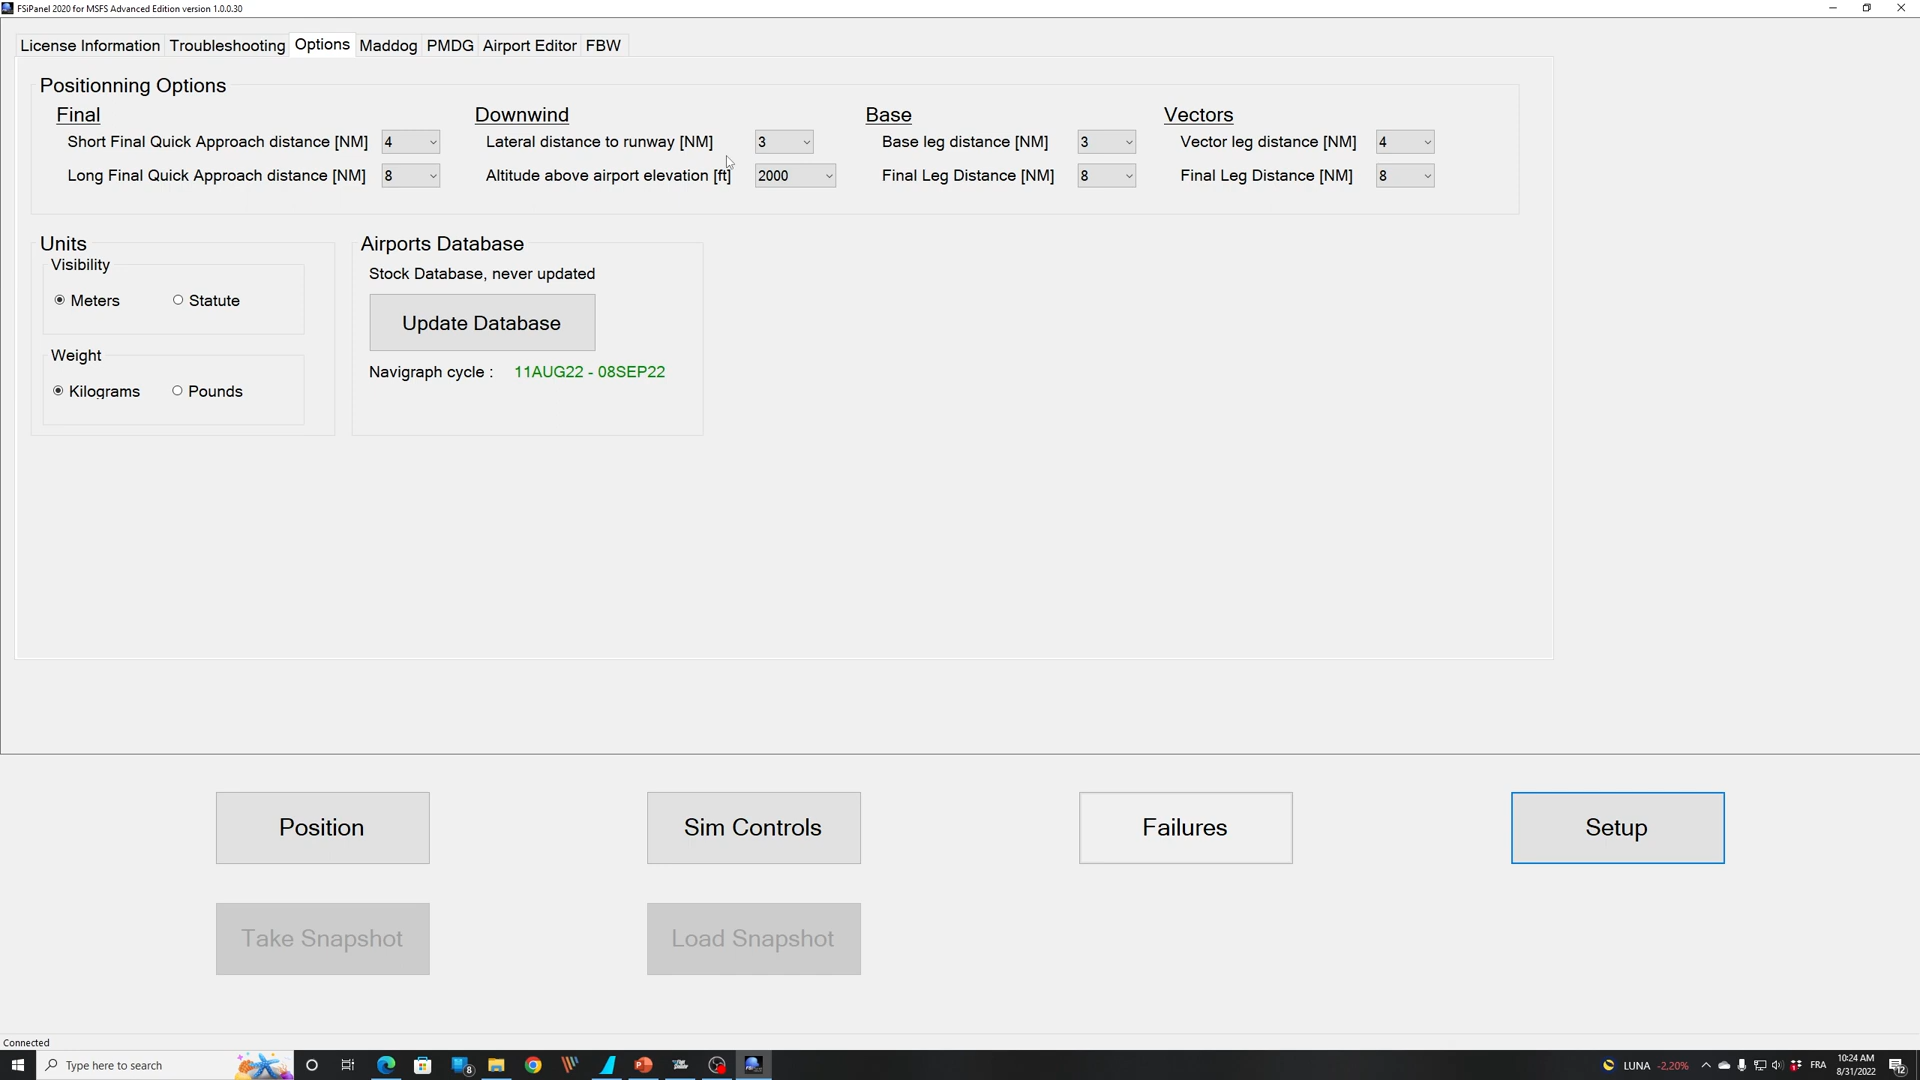 FSiPanel 2020 for MSFS Advanced Edition version 1.0.0.30
License Information Troubleshooting Options Maddog PMDG Airport Editor FBW
Positionning Options
Final Downwind Base Vectors
Short Final Quick Approach distance [NM] 4 Lateral distance to runway [NM] 3 Base leg distance [NM] 3 Vector leg distance [NM] 4
Long Final Quick Approach distance [NM] 8 Altitude above airport elevation [ft] 2000 Final Leg Distance [NM] 8 Final Leg Distance [NM] 8
Units Airports Database
Visibility
Stock Database, never updated
Meters Statute
Update Database
Weight
Navigraph cycle : 11AUG22 - 08SEP22
Kilograms Pounds
Position Sim Controls Failures Setup
Take Snapshot Load Snapshot
Connected
Type here to search
8
LUNA -2,20%
FRA
10:24 AM
8/31/2022
12